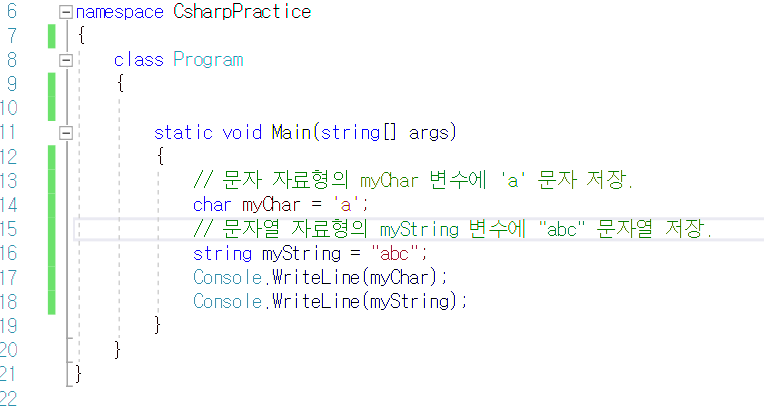 6 namespace CsharpPractice
7 {
8 class Program
9 {
10
11 static void Main(string[] args)
12 {
13 // 문자 자료형의 myChar 변수에 'a' 문자 저장.
14 char myChar = 'a';
15 // 문자열 자료형의 myString 변수에 "abc" 문자열 저장.
16 string myString = "abc";
17 Console.WriteLine(myChar);
18 Console.WriteLine(myString);
19 }
20 }
21 }
22